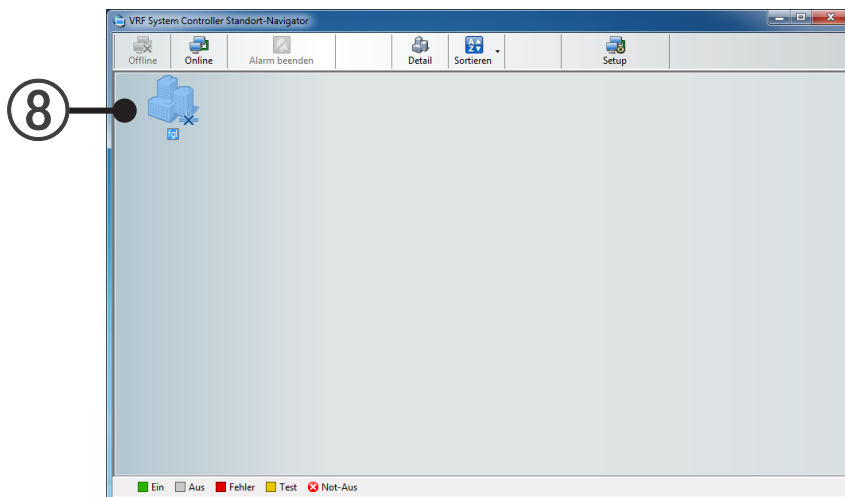 VRF System Controller Standort-Navigator
Offline Online Alarm beenden Detail Sortieren Setup
8
fgl
Ein Aus Fehler Test Not-Aus